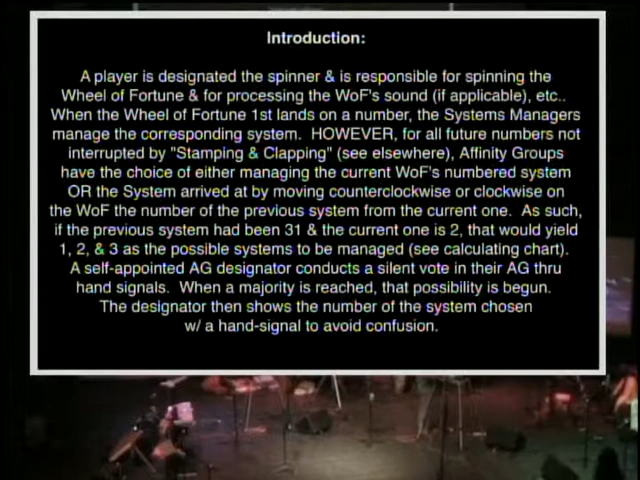 Introduction:
A player is designated the spinner & is responsible for spinning the
Wheel of Fortune & for processing the WoF's sound (if applicable), etc..
When the Wheel of Fortune 1st lands on a number, the Systems Managers
manage the corresponding system.  HOWEVER, for all future numbers not
interrupted by "Stamping & Clapping" (see elsewhere), Affinity Groups
have the choice of either managing the current WoF's numbered system
OR the System arrived at by moving counterclockwise or clockwise on
the WoF the number of the previous system from the current one.  As such,
if the previous system had been 31 & the current one is 2, that would yield
1, 2, & 3 as the possible systems to be managed (see calculating chart).
A self-appointed AG designator conducts a silent vote in their AG thru
hand signals.  When a majority is reached, that possibility is begun.
The designator then shows the number of the system chosen
w/ a hand-signal to avoid confusion.